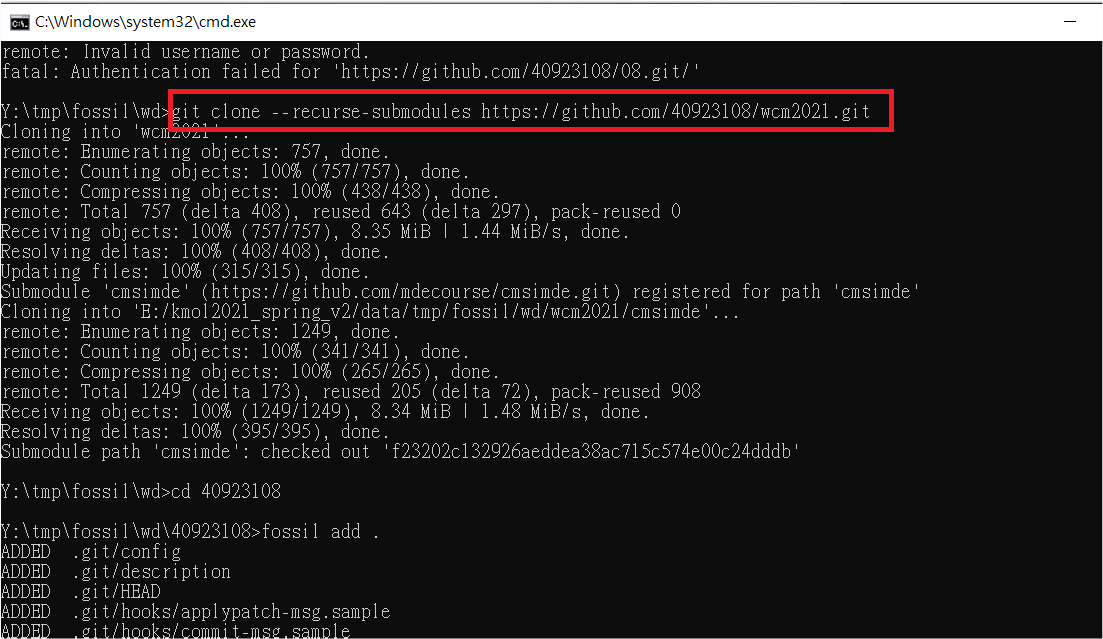 C:\Windows\system32\cmd.exe
remote: Invalid username or password.
fatal: Authentication failed for 'https://github.com/40923108/08.git/'
Y:\tmp\fossil\wd>git clone --recurse-submodules https://github.com/40923108/wcm2021.git
Cloning into 'wcm2021'...
remote: Enumerating objects: 757, done.
remote: Counting objects: 100% (757/757), done.
remote: Compressing objects: 100% (438/438), done.
remote: Total 757 (delta 408), reused 643 (delta 297), pack-reused 0
Receiving objects: 100% (757/757), 8.35 MiB | 1.44 MiB/s, done.
Resolving deltas: 100% (408/408), done.
Updating files: 100% (315/315), done.
Submodule 'cmsimde' (https://github.com/mdecourse/cmsimde.git) registered for path 'cmsimde'
Cloning into 'E:/kmol2021_spring_v2/data/tmp/fossil/wd/wcm2021/cmsimde'...
remote: Enumerating objects: 1249, done.
remote: Counting objects: 100% (341/341), done.
remote: Compressing objects: 100% (265/265), done.
remote: Total 1249 (delta 173), reused 205 (delta 72), pack-reused 908
Receiving objects: 100% (1249/1249), 8.34 MiB | 1.48 MiB/s, done.
Resolving deltas: 100% (395/395), done.
Submodule path 'cmsimde': checked out 'f23202c132926aeddea38ac715c574e00c24dddb'
Y:\tmp\fossil\wd>cd 40923108
Y:\tmp\fossil\wd\40923108>fossil add .
ADDED  .git/config
ADDED  .git/description
ADDED  .git/HEAD
ADDED  .git/hooks/applypatch-msg.sample
ADDED  .git/hooks/commit-msg.sample